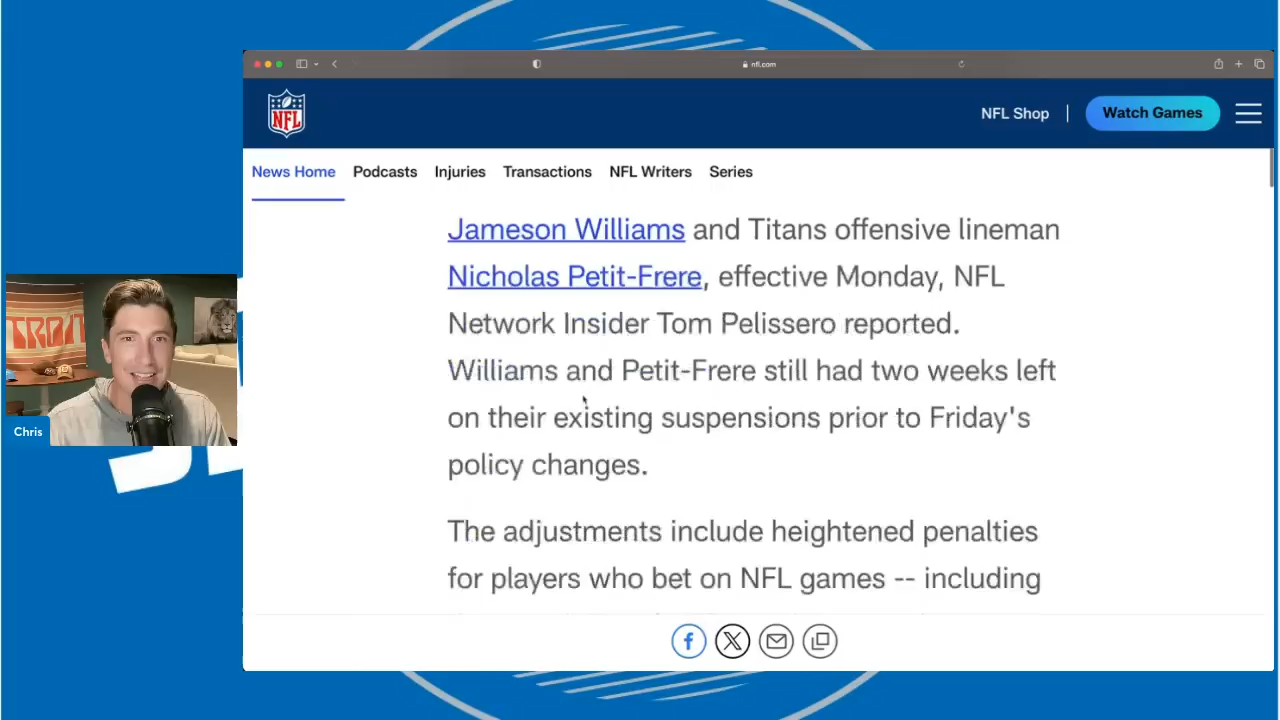 nfl.com
NFL
NFL Shop
Watch Games
News Home
Podcasts
Injuries
Transactions
NFL Writers
Series
Jameson Williams and Titans offensive lineman
Nicholas Petit-Frere, effective Monday, NFL
Network Insider Tom Pelissero reported.
Williams and Petit-Frere still had two weeks left
on their existing suspensions prior to Friday's
policy changes.
The adjustments include heightened penalties
for players who bet on NFL games -- including
TROIT
Chris